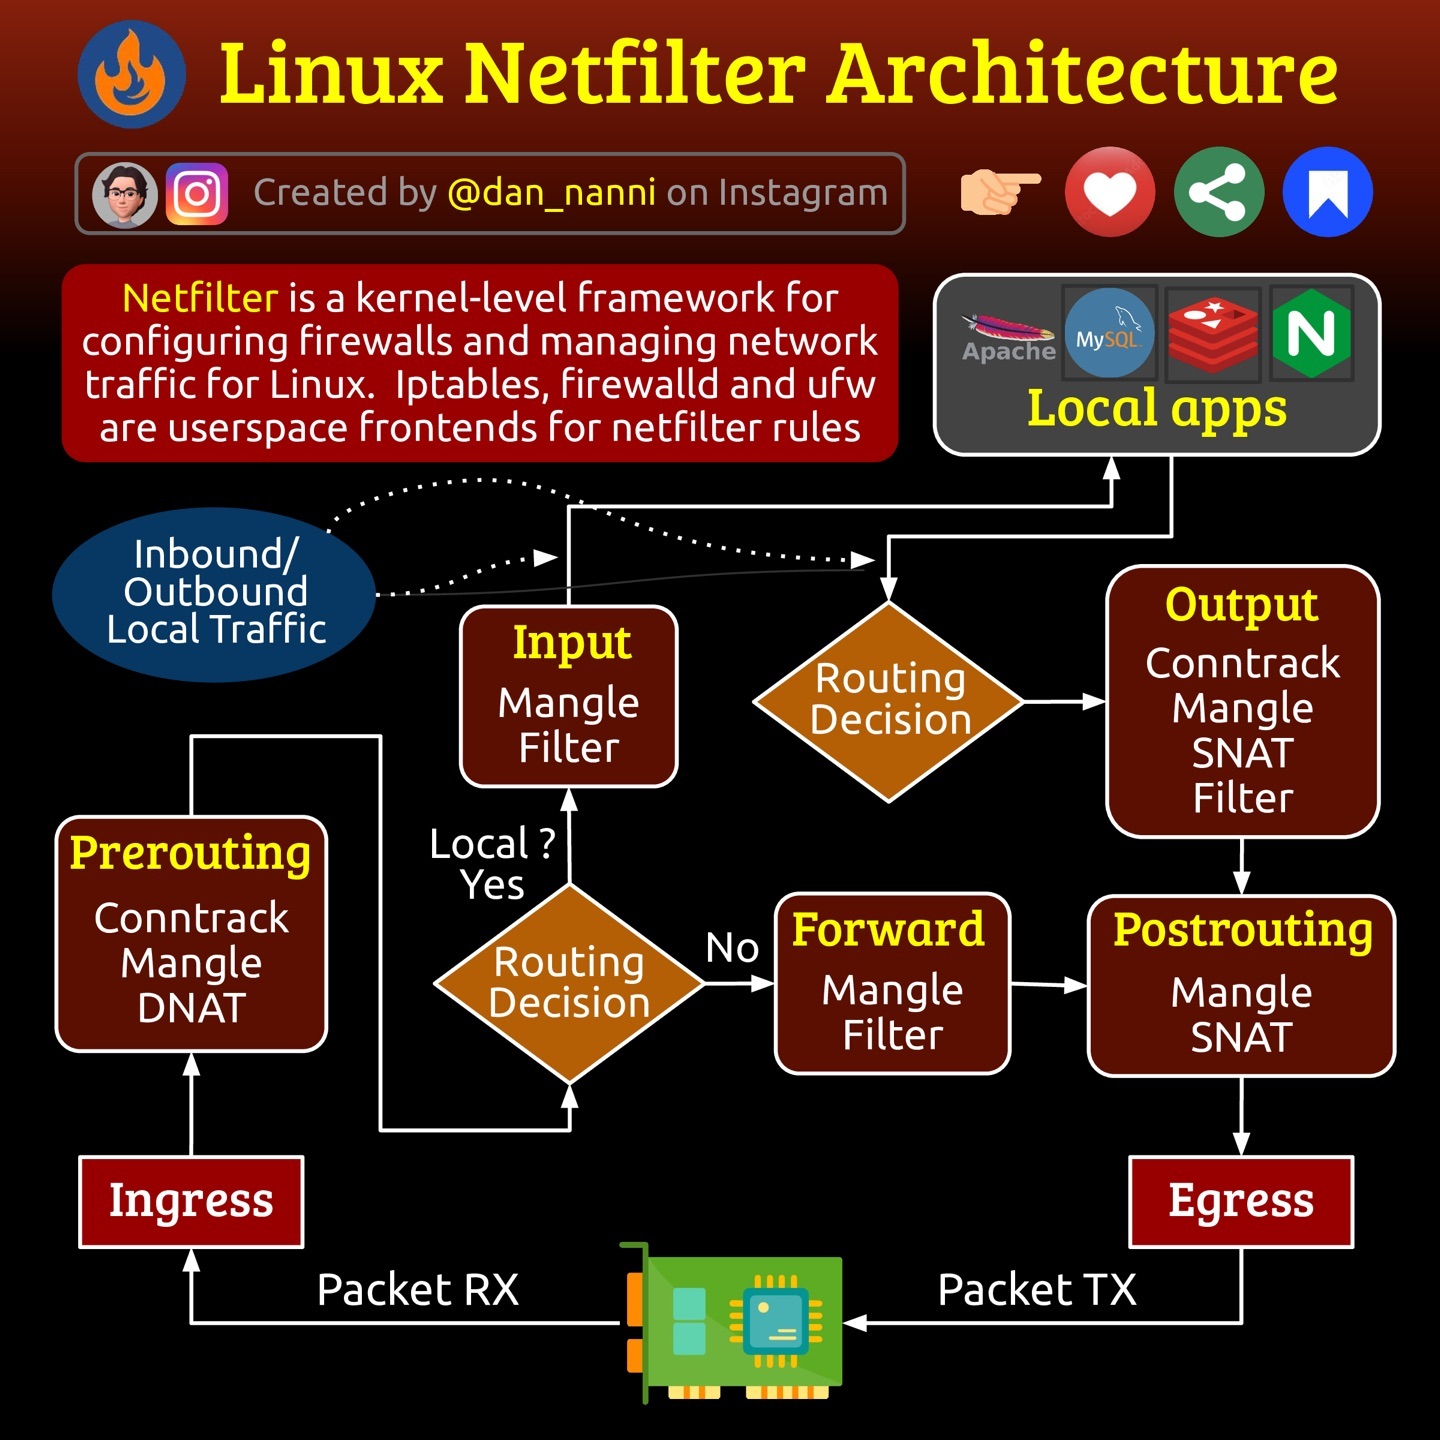 Linux Netfilter Architecture
Created by @dan_nanni on Instagram
Netfilter is a kernel-level framework for
configuring firewalls and managing network
traffic for Linux.  Iptables, firewalld and ufw
are userspace frontends for netfilter rules
Apache
MySQL
N
Local apps
Inbound/
Outbound
Local Traffic
Input
Mangle
Filter
Routing
Decision
Output
Conntrack
Mangle
SNAT
Filter
Prerouting
Conntrack
Mangle
DNAT
Local ?
Yes
Routing
Decision
No
Forward
Mangle
Filter
Postrouting
Mangle
SNAT
Ingress
Egress
Packet RX
Packet TX